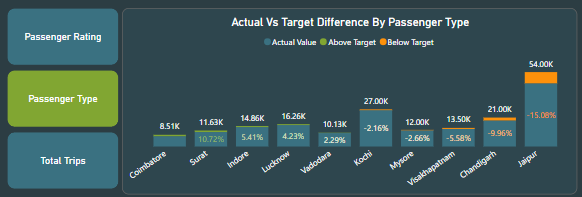 Passenger Rating
Passenger Type
Total Trips
Actual Vs Target Difference By Passenger Type
Actual Value Above Target Below Target
8.51K 11.63K 14.86K 16.26K 10.13K 27.00K 12.00K 13.50K 21.00K 54.00K
10.72% 5.41% 4.23% 2.29% -2.16% -2.66% -5.58% -9.96% -15.08%
Coimbatore Surat Indore Lucknow Vadodara Kochi Mysore Visakhapatnam Chandigarh Jaipur